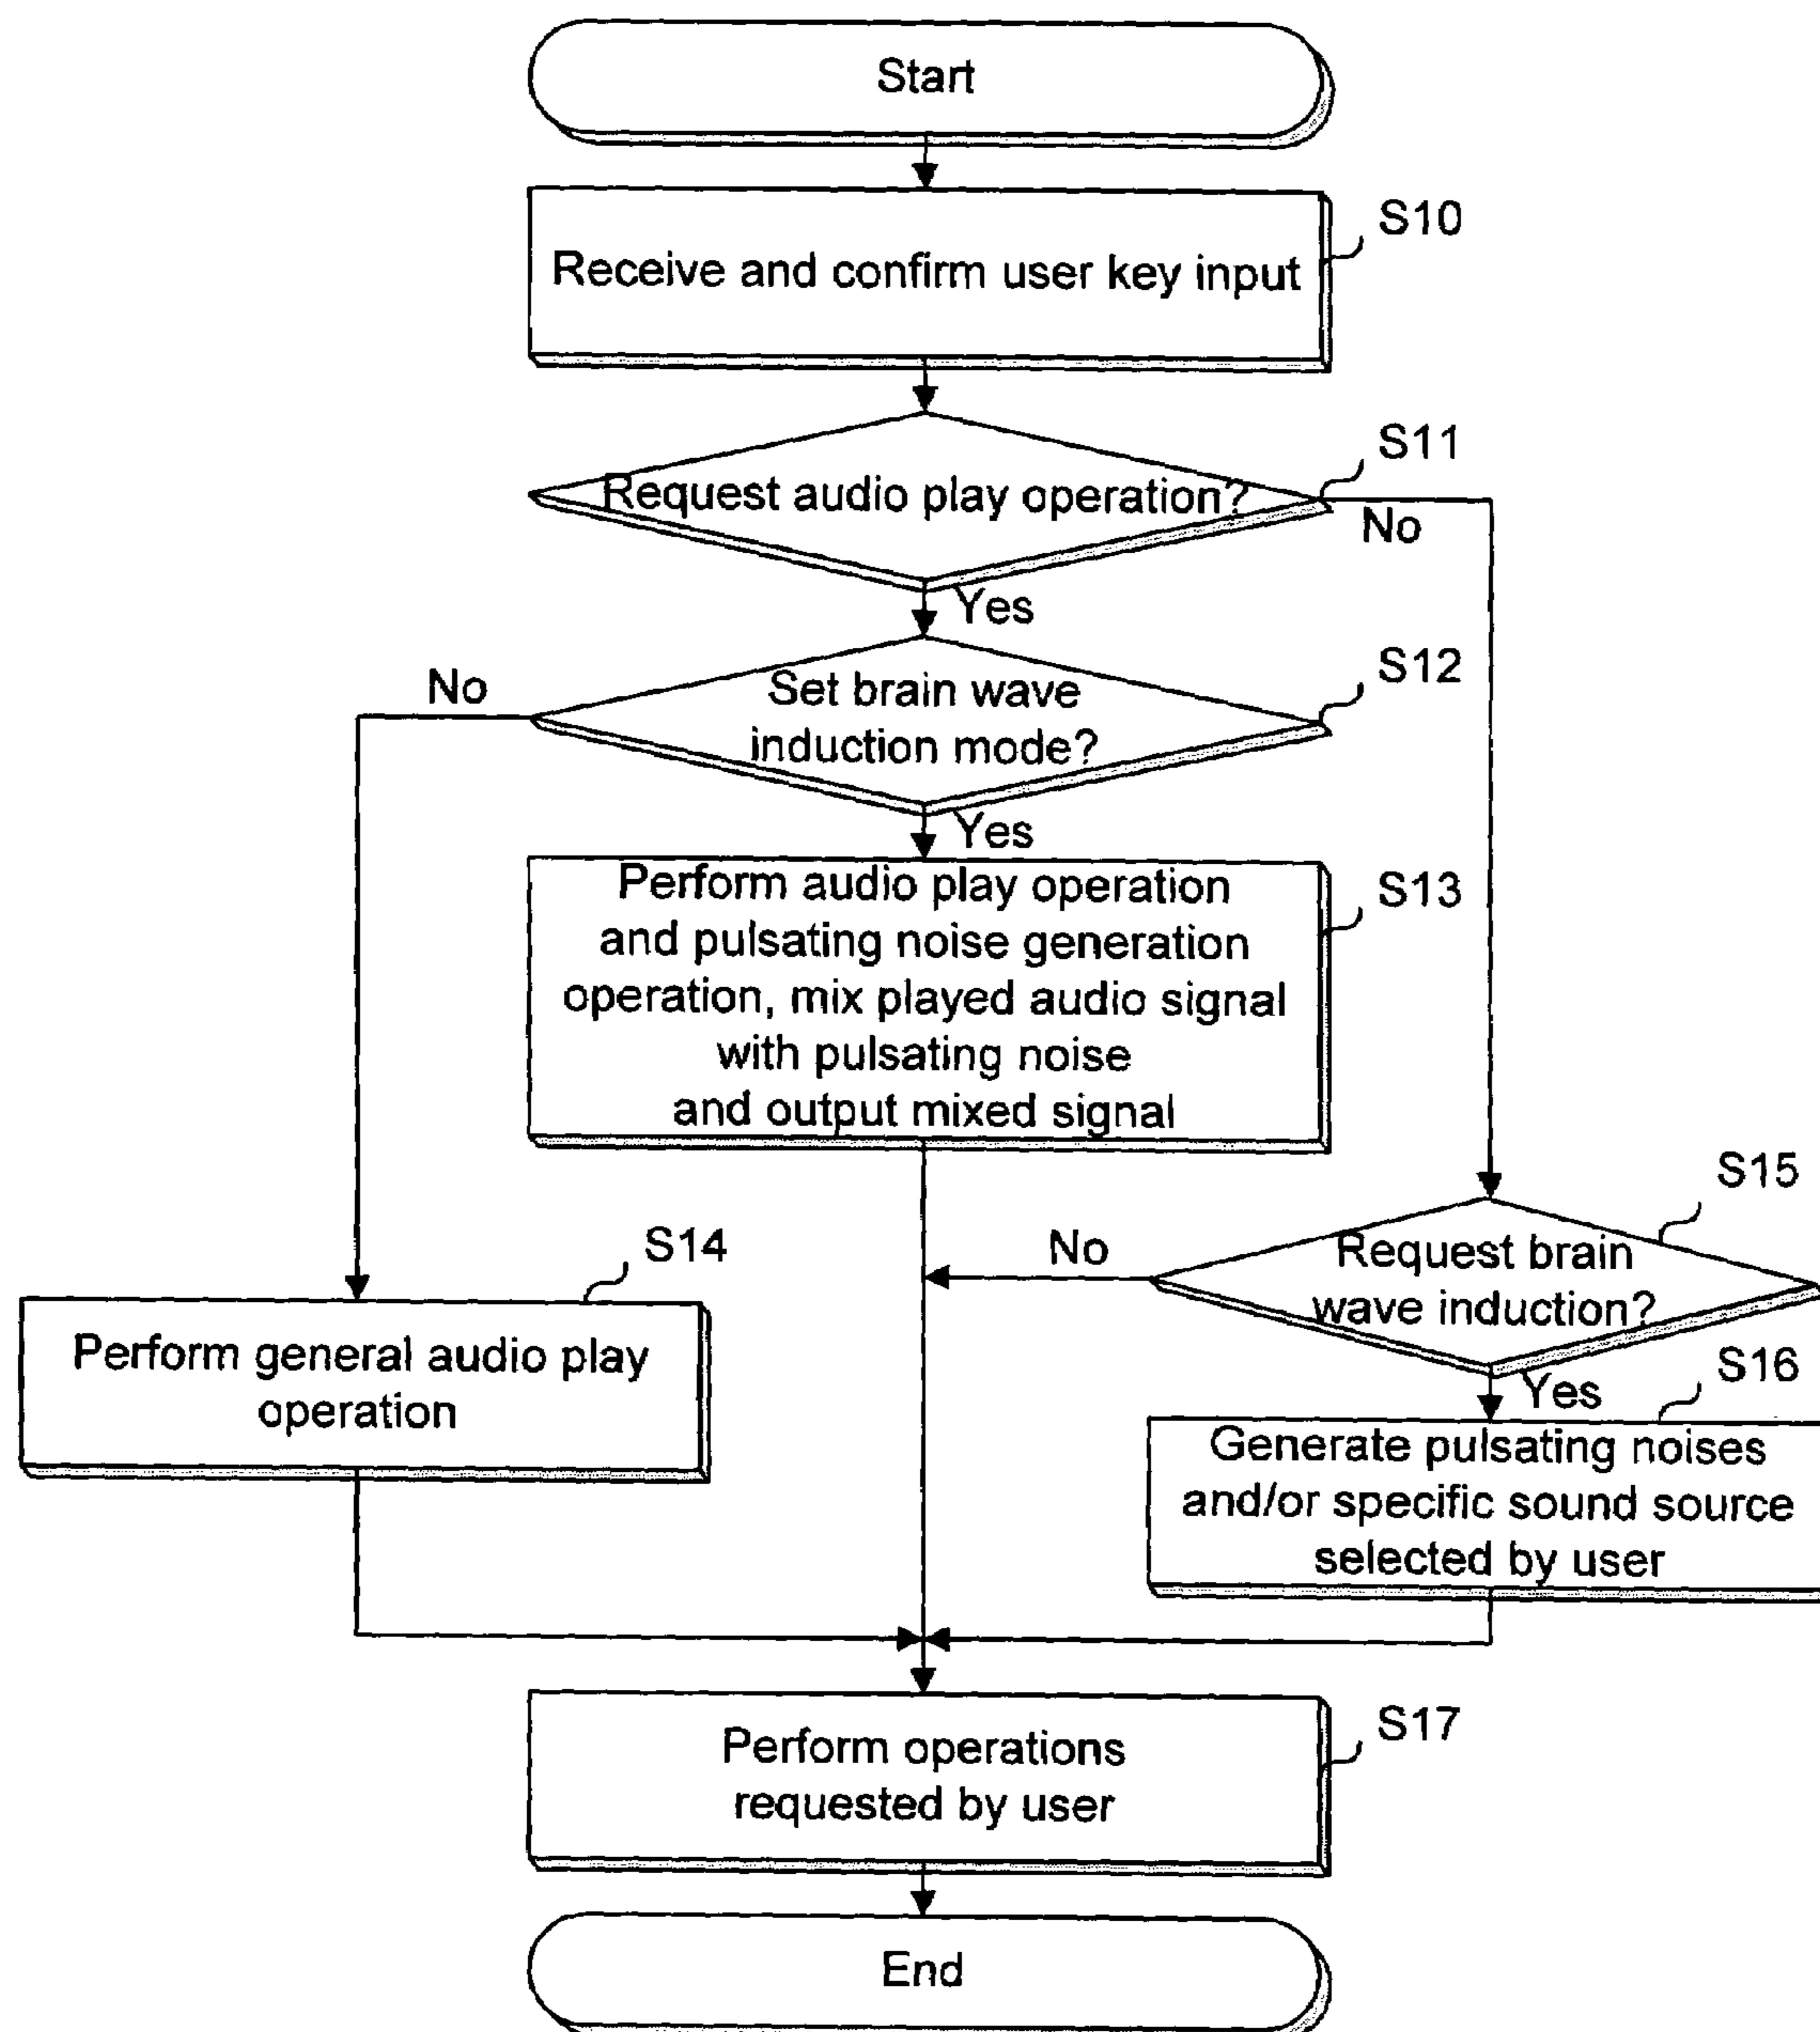 Start
S10
Receive and confirm user key input
S11
Request audio play operation?
No
Yes
S12
No
Set brain wave
induction mode?
Yes
S13
Perform audio play operation
and pulsating noise generation
operation, mix played audio signal
with pulsating noise
and output mixed signal
S15
S14
No
Request brain
wave induction?
Perform general audio play
operation
S16
Yes
Generate pulsating noises
and/or specific sound source
selected by user
S17
Perform operations
requested by user
End